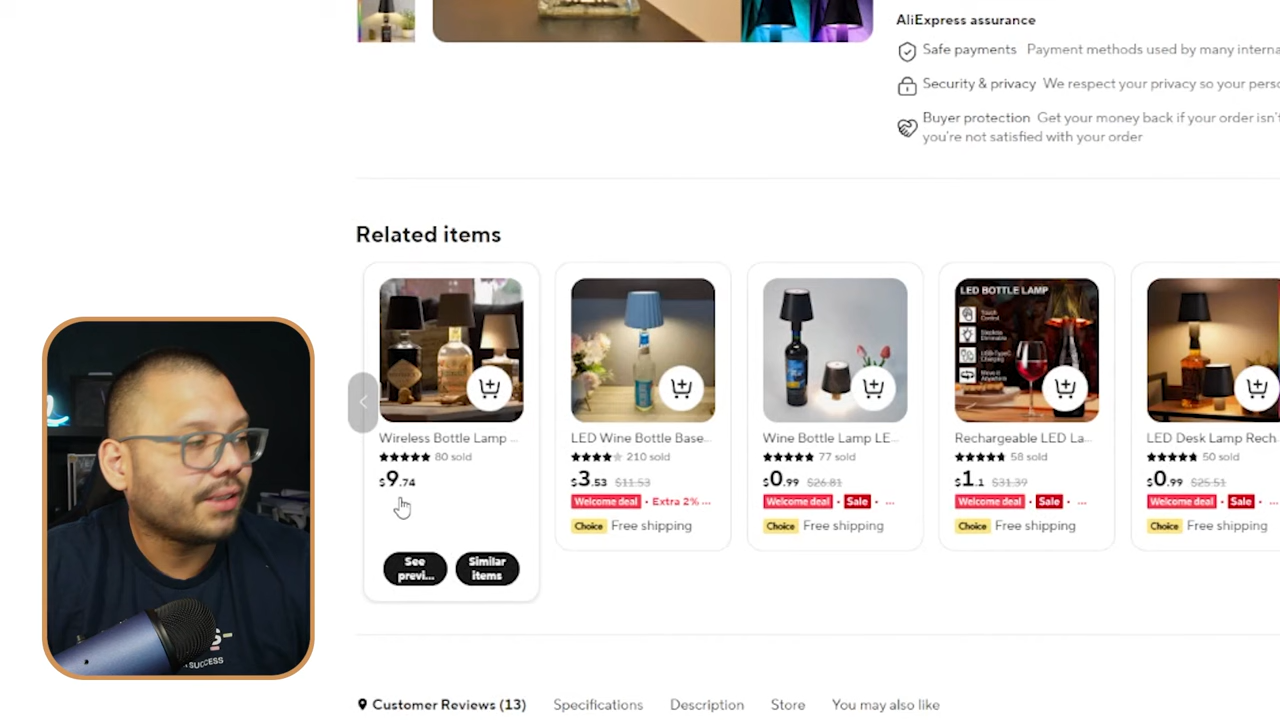 AliExpress assurance
Safe payments Payment methods used by many interna
Security & privacy We respect your privacy so your perso
Buyer protection Get your money back if your order isn't
you're not satisfied with your order
Related items
Wireless Bottle Lamp ...
80 sold
$9.74
See previ...
Similar items
LED Wine Bottle Base...
210 sold
$3.53 $11.53
Welcome deal · Extra 2% ...
Choice Free shipping
LED BOTTLE LAMP
Touch Control
Wine Bottle Lamp LE...
77 sold
$0.99 $26.81
Welcome deal · Sale · ...
Choice Free shipping
Rechargeable LED La...
58 sold
$1.1 $31.39
Welcome deal · Sale · ...
Choice Free shipping
LED Desk Lamp Rech
50 sold
$0.99 $25.51
Welcome deal · Sale ·
Choice Free shipping
SUCCESS
Customer Reviews (13) Specifications Description Store You may also like